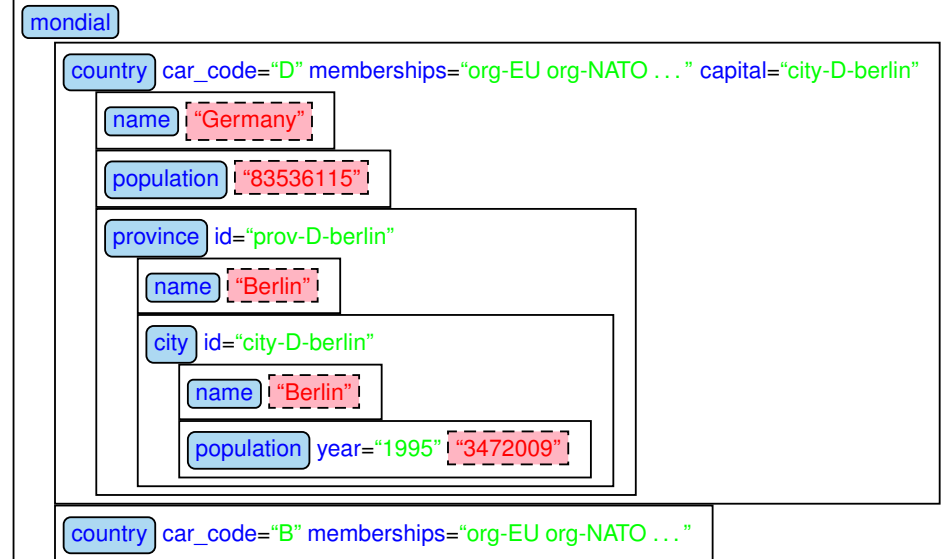 mondial
country car_code=“D” memberships=“org-EU org-NATO . . . ” capital=“city-D-berlin”
name “Germany”
population “83536115”
province id=“prov-D-berlin”
name “Berlin”
city id=“city-D-berlin”
name “Berlin”
population year=“1995” “3472009”
country car_code=“B” memberships=“org-EU org-NATO . . . ”